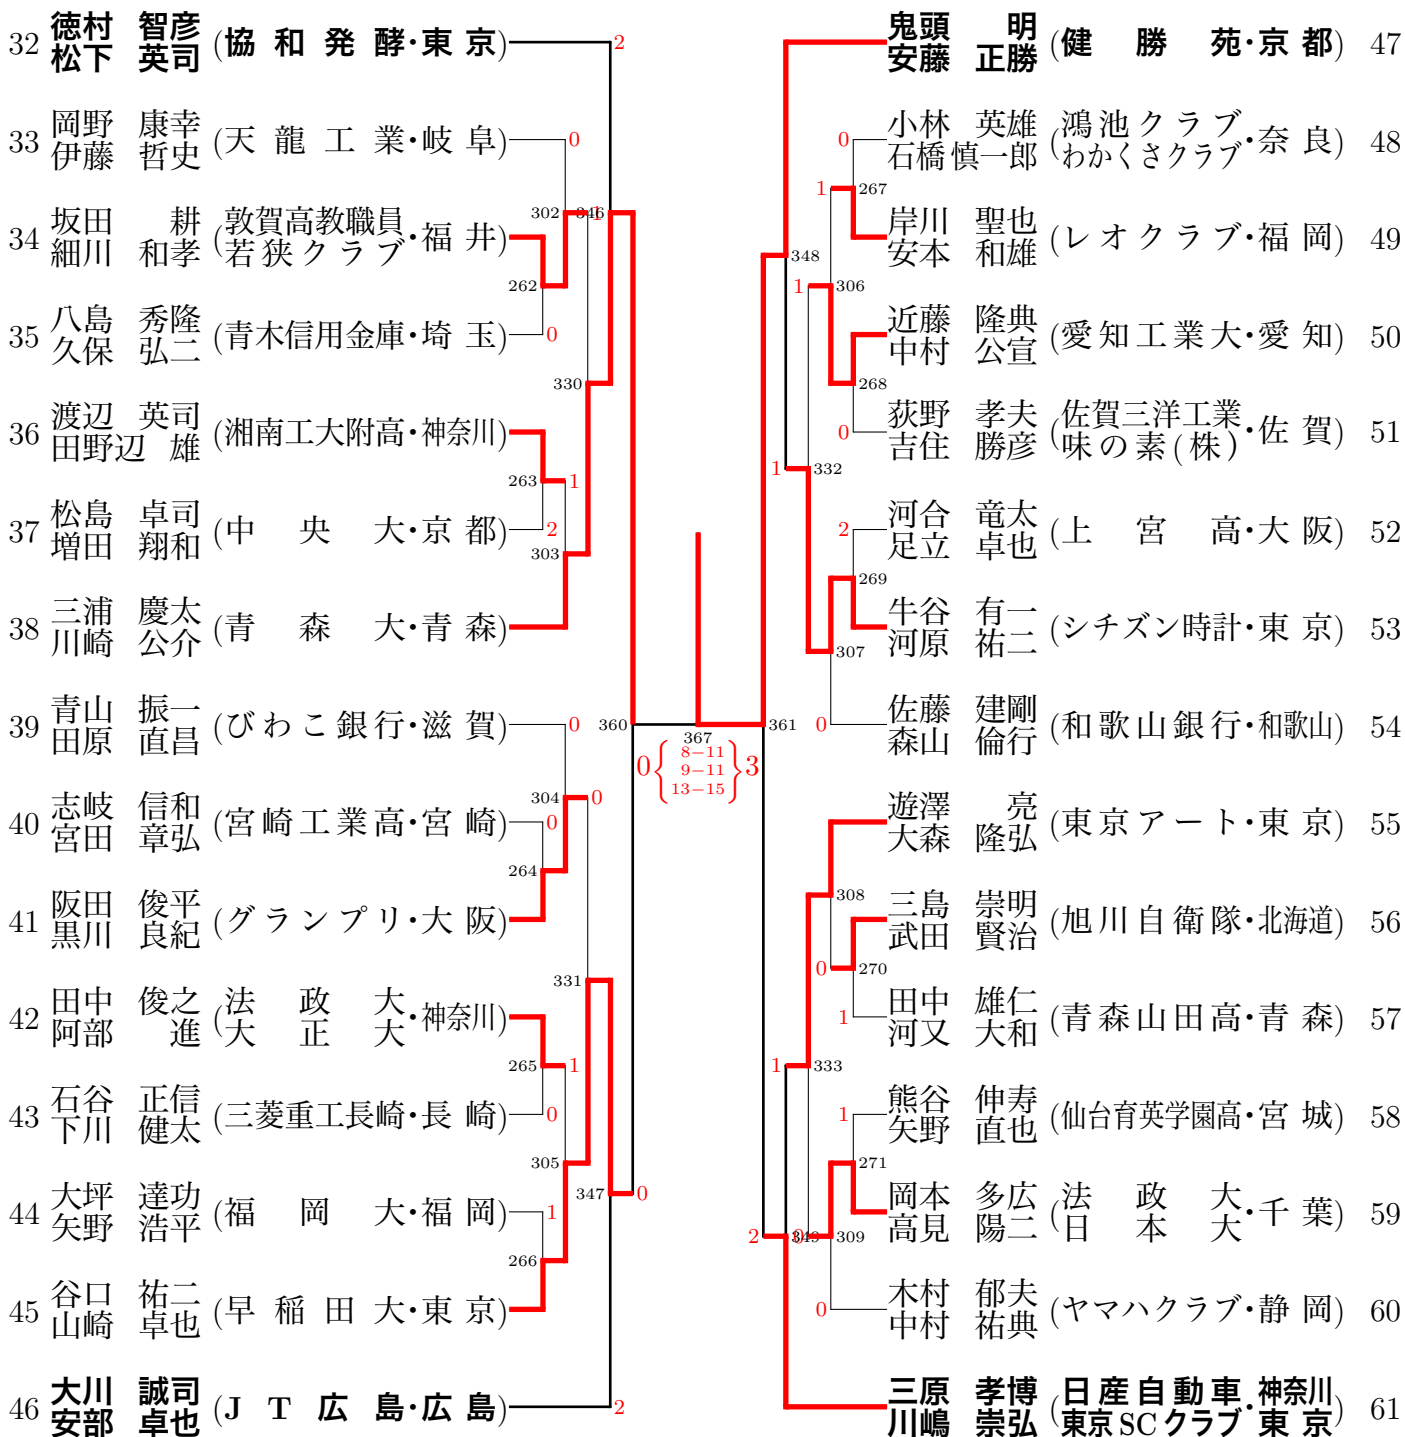 32 徳村 智彦 松下 英司 (協和発酵・東京) 2
33 岡野 康幸 伊藤 哲史 (天龍工業・岐阜) 0
302 1 346
34 坂田 耕 細川 和孝 (敦賀高教職員 若狭クラブ・福井)
262
35 八島 秀隆 久保 弘二 (青木信用金庫・埼玉) 0
330
36 渡辺 英司 田野辺 雄 (湘南工大附高・神奈川)
263 1
37 松島 卓司 増田 翔和 (中央大・京都) 2
303
38 三浦 慶太 川崎 公介 (青森大・青森)
39 青山 振一 田原 直昌 (びわこ銀行・滋賀) 0
360
304 0
40 志岐 信和 宮田 章弘 (宮崎工業高・宮崎) 0
264
41 阪田 俊平 黒川 良紀 (グランプリ・大阪)
331
42 田中 俊之 阿部 進 (法政大 大正大・神奈川)
265 1
43 石谷 正信 下川 健太 (三菱重工長崎・長崎) 0
305
347 0
44 大坪 達功 矢野 浩平 (福岡大・福岡) 1
266
45 谷口 祐二 山崎 卓也 (早稲田大・東京)
46 大川 誠司 安部 卓也 (JT広島・広島) 2
367
0 { 8-11
9-11
13-15 } 3
鬼頭 明 安藤 正勝 (健勝苑・京都) 47
0 小林 英雄 石橋慎一郎 (鴻池クラブ わかくさクラブ・奈良) 48
1 267
岸川 聖也 安本 和雄 (レオクラブ・福岡) 49
348
1 306
近藤 隆典 中村 公宣 (愛知工業大・愛知) 50
268
0 荻野 孝夫 吉住 勝彦 (佐賀三洋工業 味の素(株)・佐賀) 51
1 332
2 河合 竜太 足立 卓也 (上宮高・大阪) 52
269
牛谷 有一 河原 祐二 (シチズン時計・東京) 53
307
361
0 佐藤 建剛 森山 倫行 (和歌山銀行・和歌山) 54
遊澤 亮 大森 隆弘 (東京アート・東京) 55
308
三島 崇明 武田 賢治 (旭川自衛隊・北海道) 56
0 270
1 田中 雄仁 河又 大和 (青森山田高・青森) 57
1 333
1 熊谷 伸寿 矢野 直也 (仙台育英学園高・宮城) 58
271
岡本 多広 高見 陽二 (法政大 日本大・千葉) 59
2 349 0 309
0 木村 郁夫 中村 祐典 (ヤマハクラブ・静岡) 60
三原 孝博 川嶋 崇弘 (日産自動車・神奈川 東京SCクラブ・東京) 61